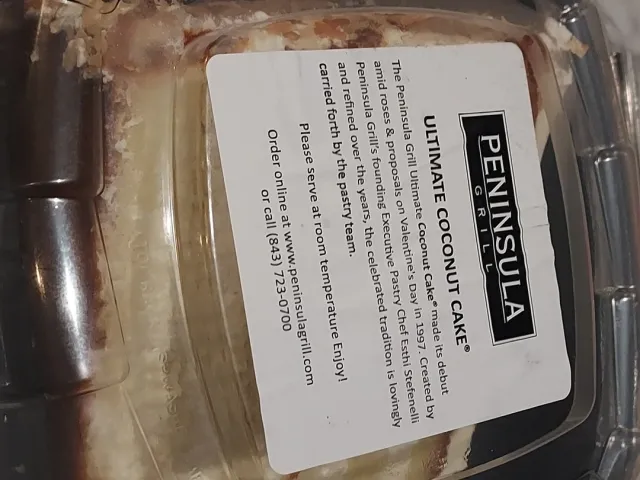 PENINSULA
GRILL
ULTIMATE COCONUT CAKE®
The Peninsula Grill Ultimate Coconut Cake® made its debut
amid roses & proposals on Valentine's Day in 1997. Created by
Peninsula Grill's founding Executive Pastry Chef Esthi Stefenelli
and refined over the years, the celebrated tradition is lovingly
carried forth by the pastry team.
Please serve at room temperature Enjoy!
Order online at www.peninsulagrill.com
or call (843) 723-0700